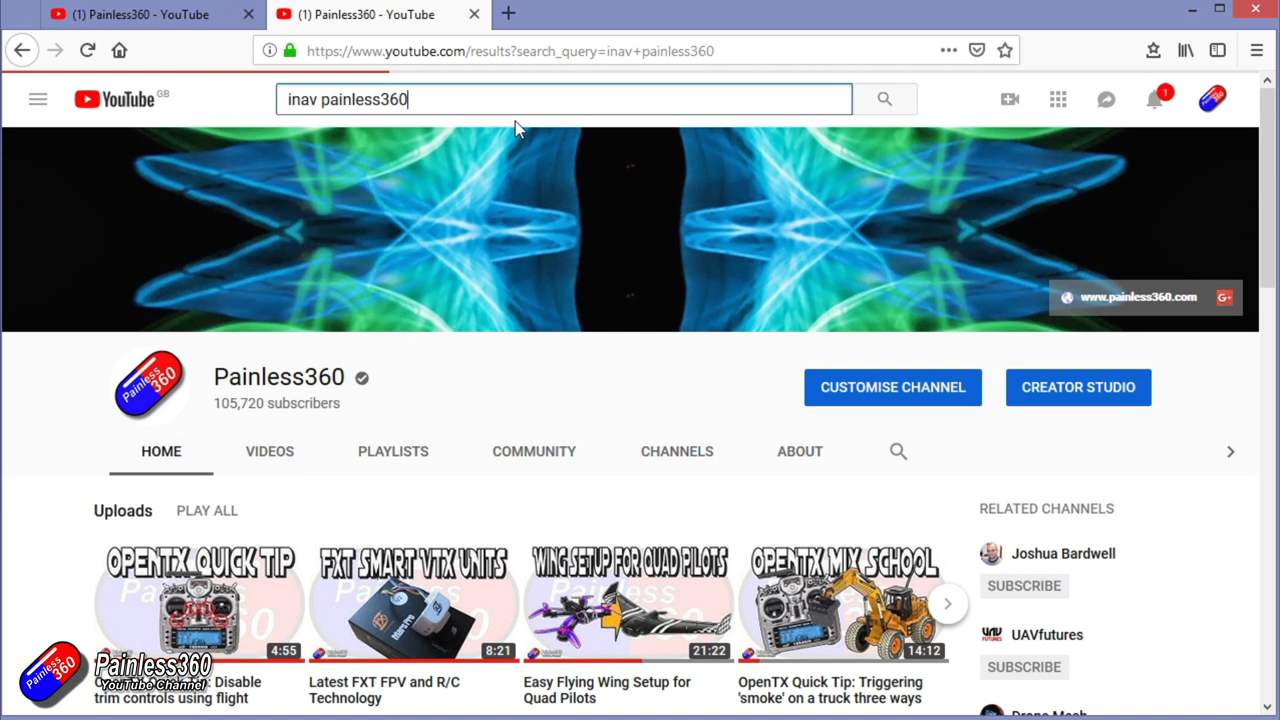 (1) Painless360 - YouTube
(1) Painless360 - YouTube
https://www.youtube.com/results?search_query=inav+painless360
YouTube GB
inav painless360
1
www.painless360.com
G+
Painless 360
Painless360
105,720 subscribers
CUSTOMISE CHANNEL
CREATOR STUDIO
HOME
VIDEOS
PLAYLISTS
COMMUNITY
CHANNELS
ABOUT
Uploads
PLAY ALL
RELATED CHANNELS
OPENTX QUICK TIP
4:55
FXT SMART VTX UNITS
8:21
WING SETUP FOR QUAD PILOTS
21:22
OPENTX MIX SCHOOL
14:12
Disable
trim controls using flight
Latest FXT FPV and R/C
Technology
Easy Flying Wing Setup for
Quad Pilots
OpenTX Quick Tip: Triggering
'smoke' on a truck three ways
Joshua Bardwell
SUBSCRIBE
UAVfutures
SUBSCRIBE
Painless 360
Painless360
YouTube Channel